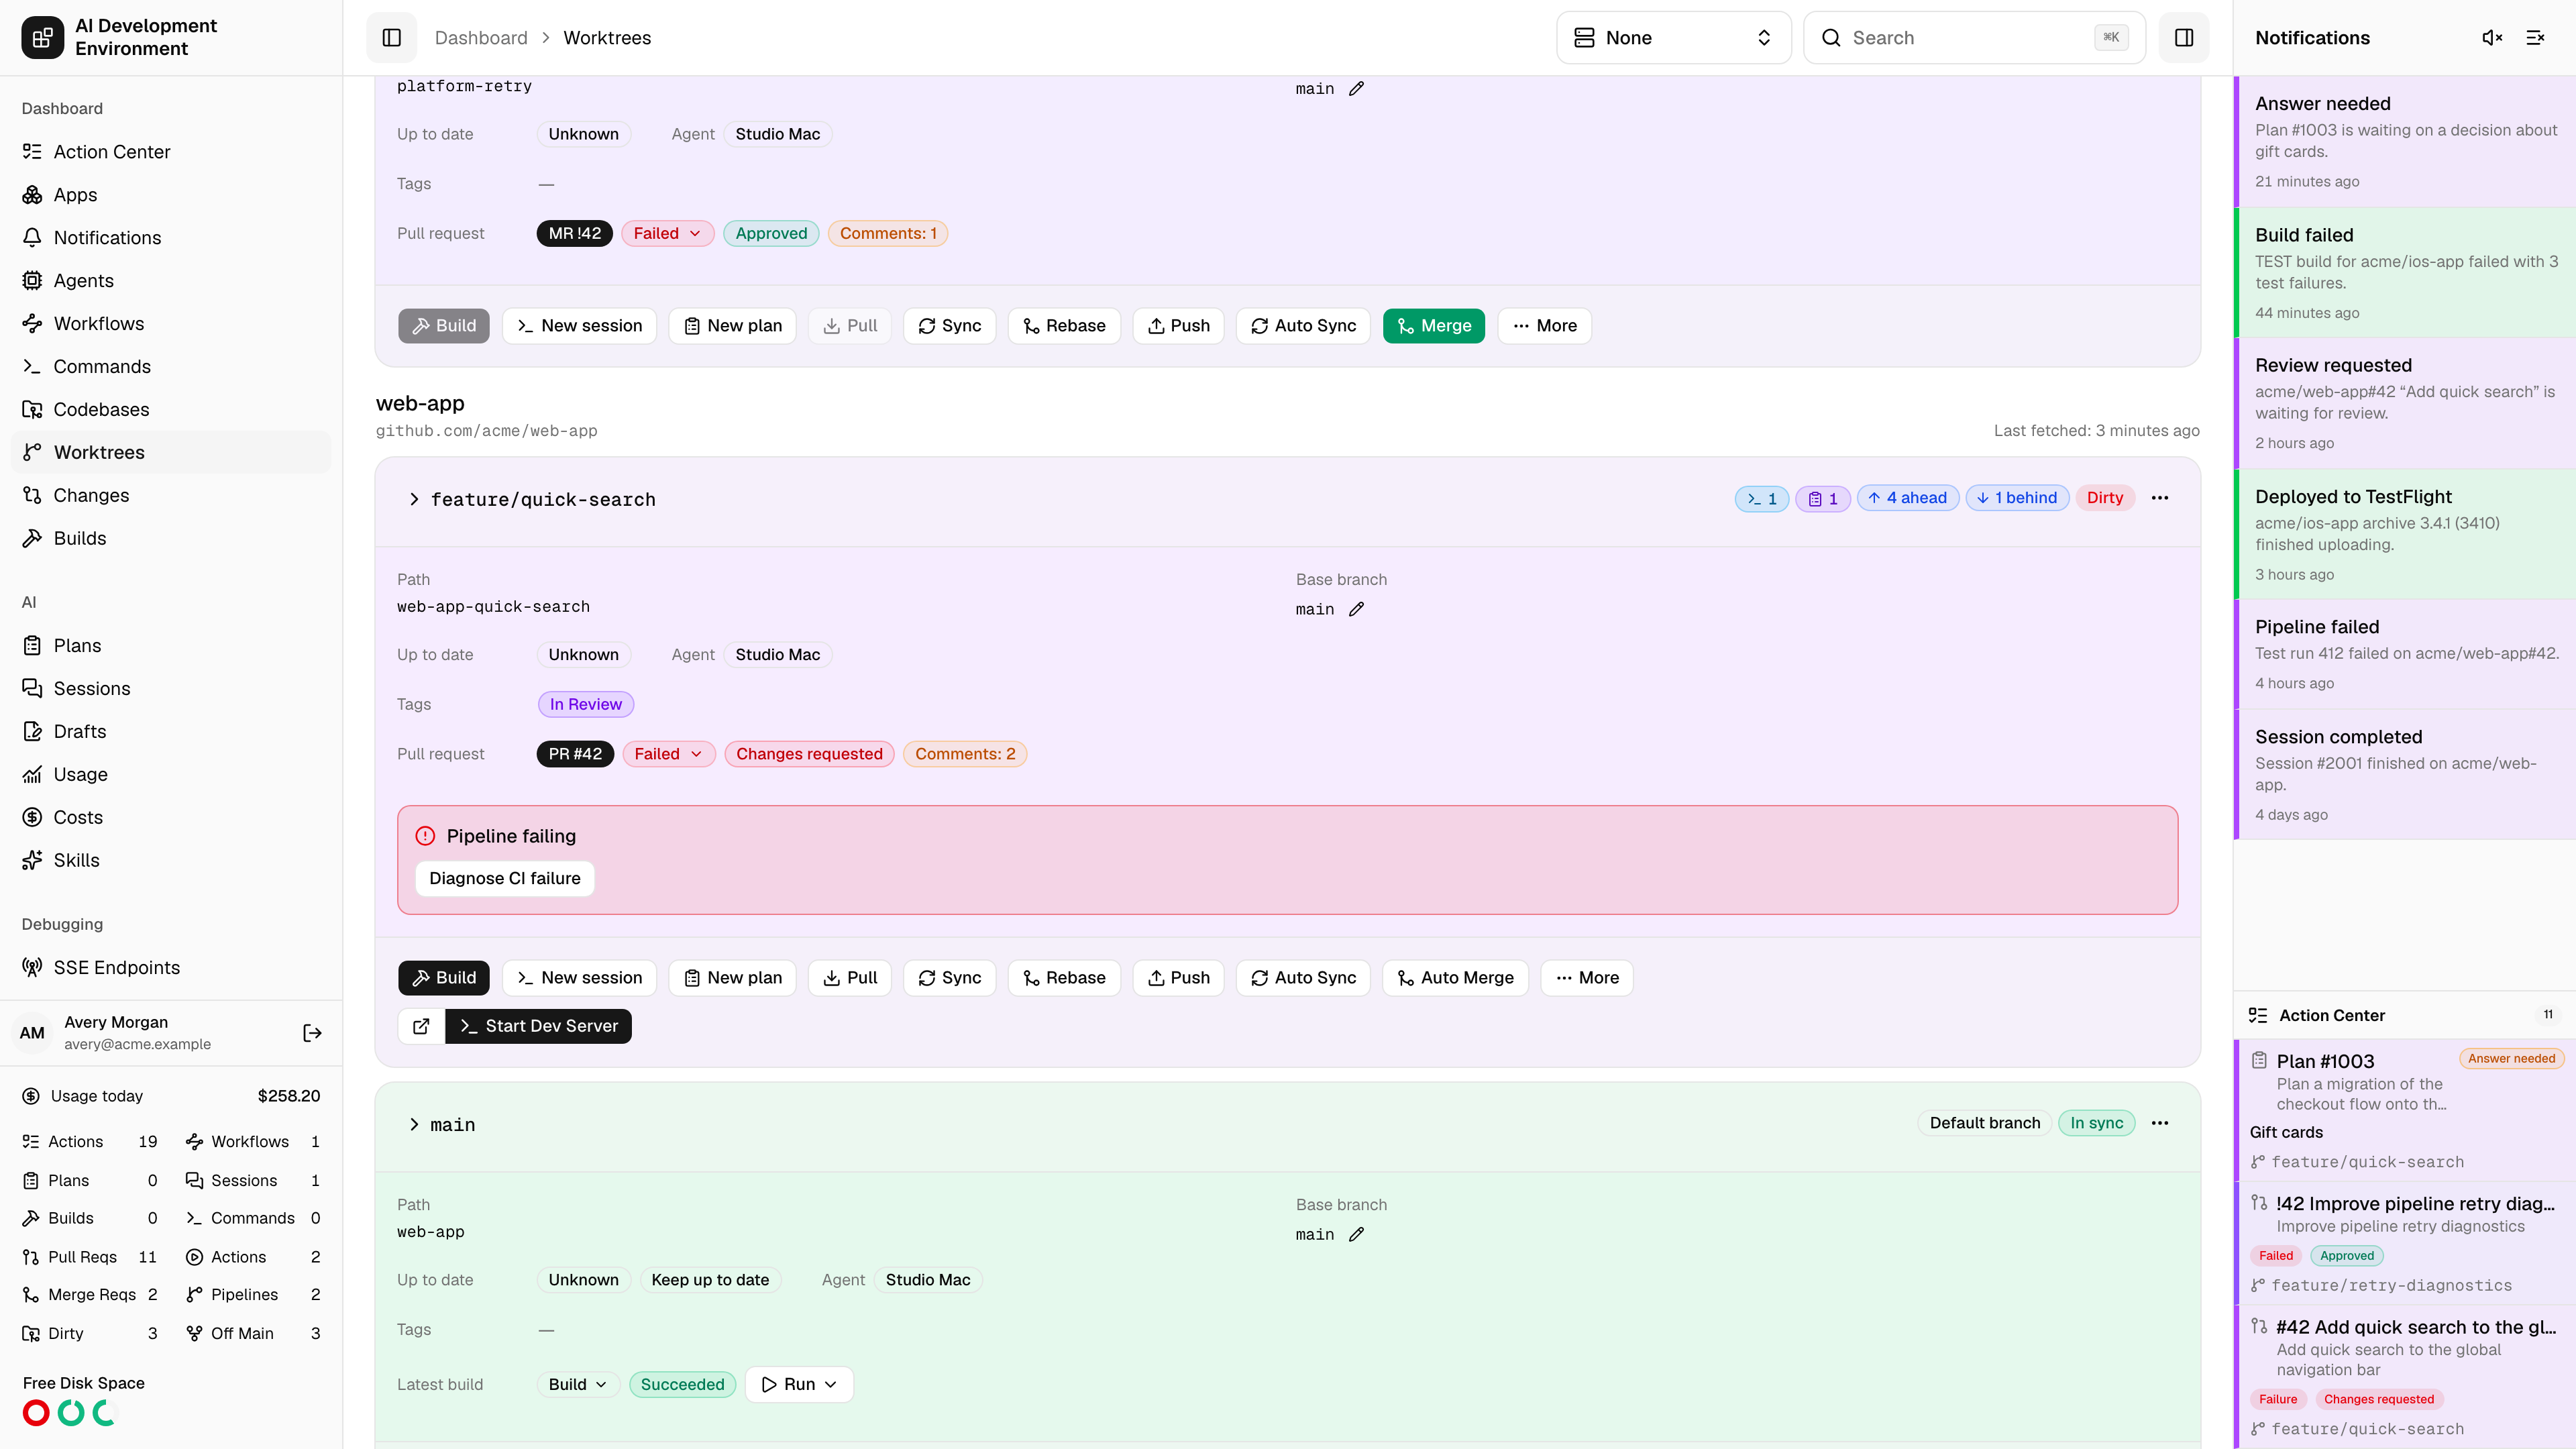 AI Development
Environment
Dashboard
Action Center
Apps
Notifications
Agents
Workflows
Commands
Codebases
Worktrees
Changes
Builds
AI
Plans
Sessions
Drafts
Usage
Costs
Skills
Debugging
SSE Endpoints
AM
Avery Morgan
avery@acme.example
Usage today $258.20
Actions 19 Workflows 1
Plans 0 Sessions 1
Builds 0 Commands 0
Pull Reqs 11 Actions 2
Merge Reqs 2 Pipelines 2
Dirty 3 Off Main 3
Free Disk Space
Dashboard > Worktrees
None
Search ⌘K
platform-retry main
Up to date Unknown Agent Studio Mac
Tags —
Pull request MR !42 Failed Approved Comments: 1
Build New session New plan Pull Sync Rebase Push Auto Sync Merge More
web-app
github.com/acme/web-app Last fetched: 3 minutes ago
feature/quick-search 1 1 4 ahead 1 behind Dirty
Path Base branch
web-app-quick-search main
Up to date Unknown Agent Studio Mac
Tags In Review
Pull request PR #42 Failed Changes requested Comments: 2
Pipeline failing
Diagnose CI failure
Build New session New plan Pull Sync Rebase Push Auto Sync Auto Merge More
Start Dev Server
main Default branch In sync
Path Base branch
web-app main
Up to date Unknown Keep up to date Agent Studio Mac
Tags —
Latest build Build Succeeded Run
Notifications
Answer needed
Plan #1003 is waiting on a decision about
gift cards.
21 minutes ago
Build failed
TEST build for acme/ios-app failed with 3
test failures.
44 minutes ago
Review requested
acme/web-app#42 “Add quick search” is
waiting for review.
2 hours ago
Deployed to TestFlight
acme/ios-app archive 3.4.1 (3410)
finished uploading.
3 hours ago
Pipeline failed
Test run 412 failed on acme/web-app#42.
4 hours ago
Session completed
Session #2001 finished on acme/web-
app.
4 days ago
Action Center 11
Plan #1003 Answer needed
Plan a migration of the
checkout flow onto th…
Gift cards
feature/quick-search
!42 Improve pipeline retry diag…
Improve pipeline retry diagnostics
Failed Approved
feature/retry-diagnostics
#42 Add quick search to the gl…
Add quick search to the global
navigation bar
Failure Changes requested
feature/quick-search